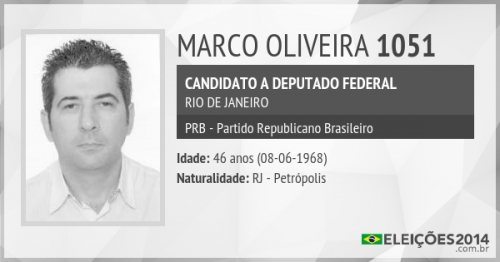 MARCO OLIVEIRA 1051
CANDIDATO A DEPUTADO FEDERAL
RIO DE JANEIRO
PRB - Partido Republicano Brasileiro
Idade: 46 anos (08-06-1968)
Naturalidade: RJ - Petrópolis
ELEIÇÕES2014
.com.br